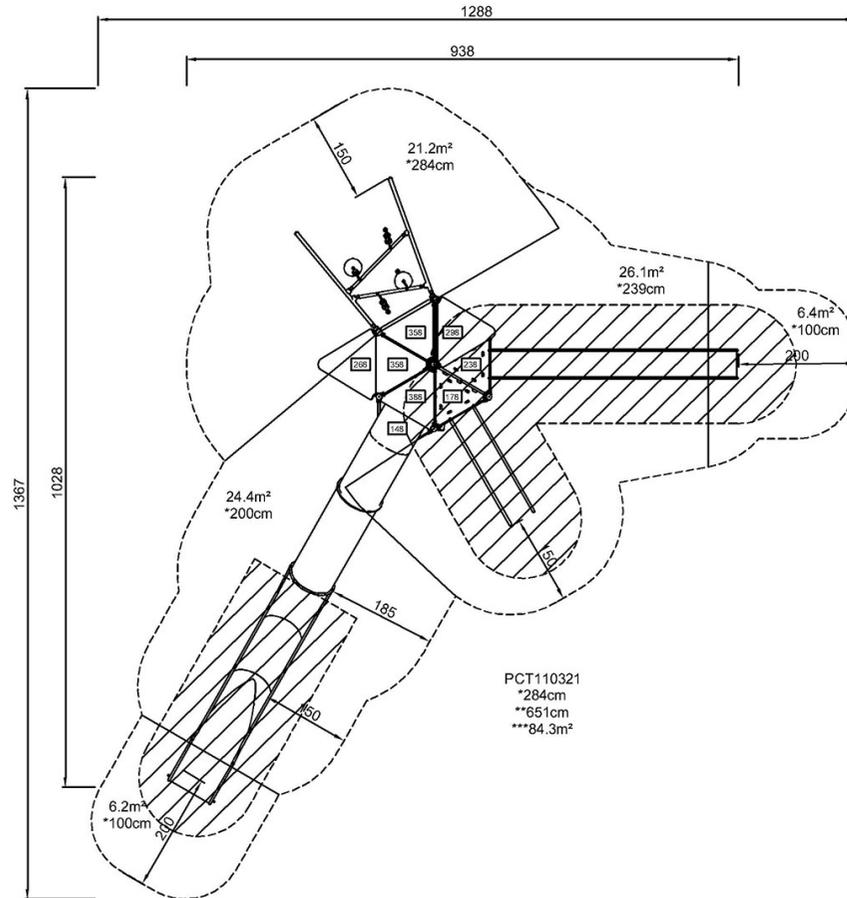 1288
938
150
21.2m²
*284cm
26.1m²
*239cm
6.4m²
*100cm
200
358
298
268
358
238
388
178
148
1367
1028
24.4m²
*200cm
150
185
PCT110321
*284cm
**651cm
***84.3m²
150
6.2m²
*100cm
200